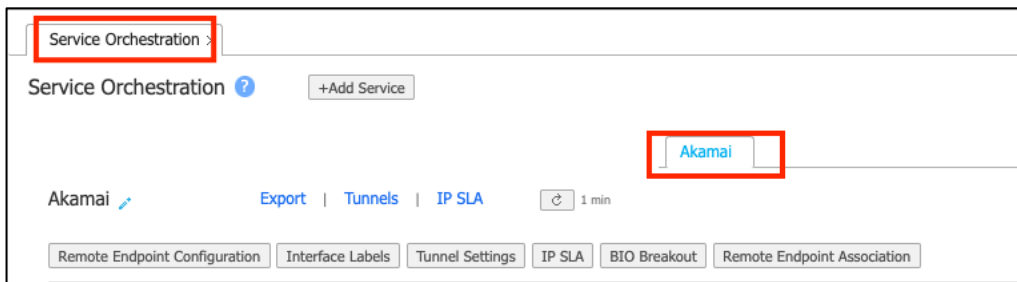 Service Orchestration ×
Service Orchestration ? +Add Service
Akamai
Akamai Export | Tunnels | IP SLA 1 min
Remote Endpoint Configuration Interface Labels Tunnel Settings IP SLA BIO Breakout Remote Endpoint Association